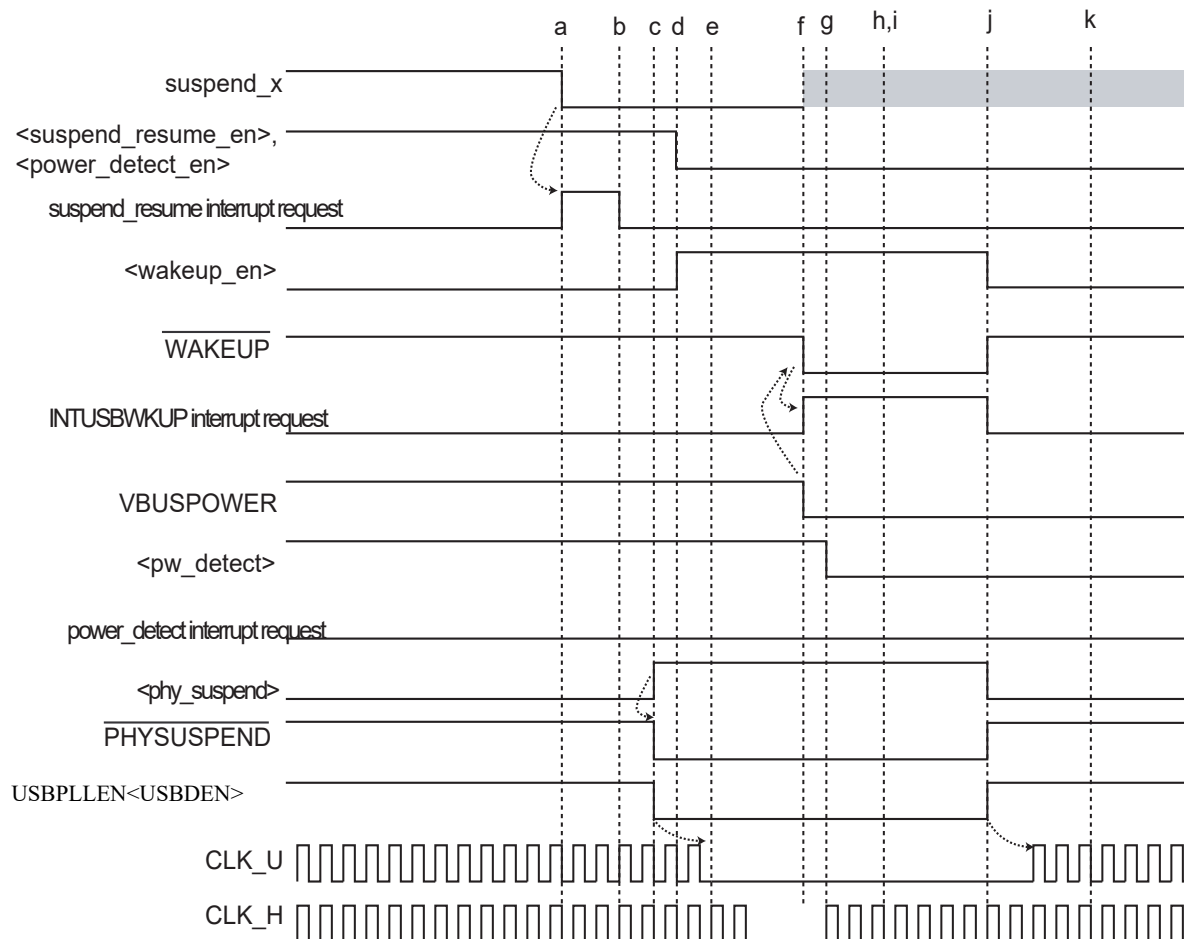 a b c d e f g h,i j k
suspend_x
<suspend_resume_en>,
<power_detect_en>
suspend_resume interrupt request
<wakeup_en>
WAKEUP
INTUSBWKUP interrupt request
VBUSPOWER
<pw_detect>
power_detect interrupt request
<phy_suspend>
PHYSUSPEND
USBPLLEN<USBDEN>
CLK_U
CLK_H